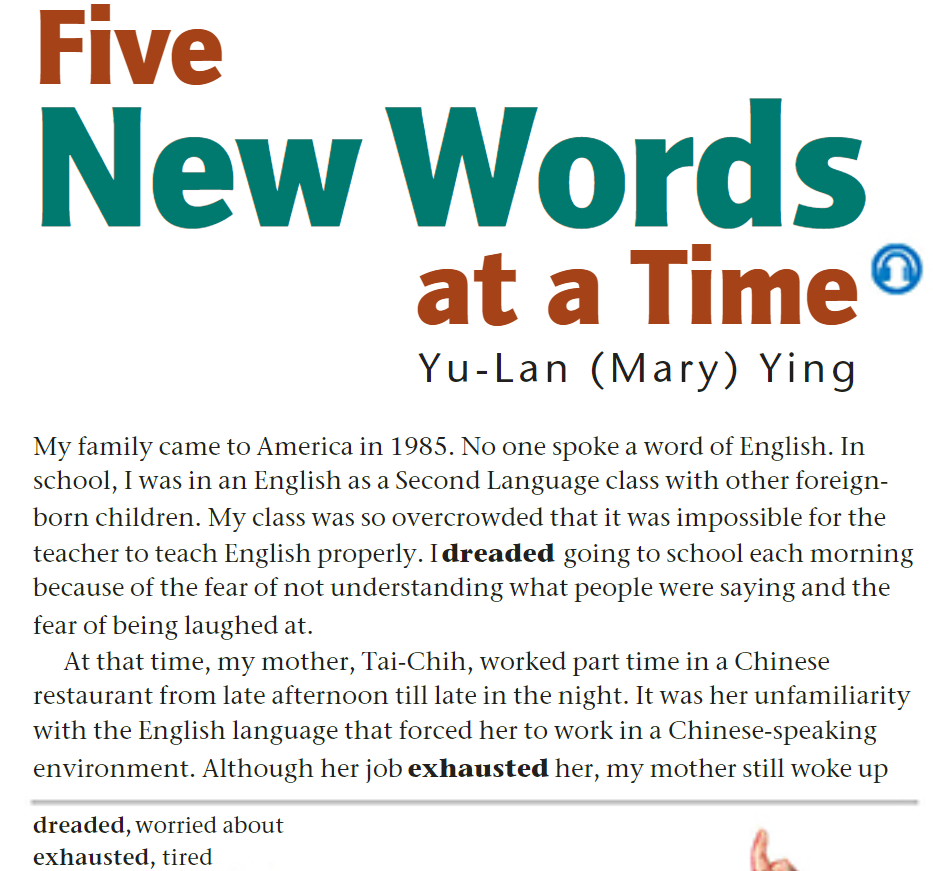 Five
New Words
at a Time
Yu-Lan (Mary) Ying
My family came to America in 1985. No one spoke a word of English. In
school, I was in an English as a Second Language class with other foreign-
born children. My class was so overcrowded that it was impossible for the
teacher to teach English properly. I dreaded going to school each morning
because of the fear of not understanding what people were saying and the
fear of being laughed at.
At that time, my mother, Tai-Chih, worked part time in a Chinese
restaurant from late afternoon till late in the night. It was her unfamiliarity
with the English language that forced her to work in a Chinese-speaking
environment. Although her job exhausted her, my mother still woke up
dreaded, worried about
exhausted, tired